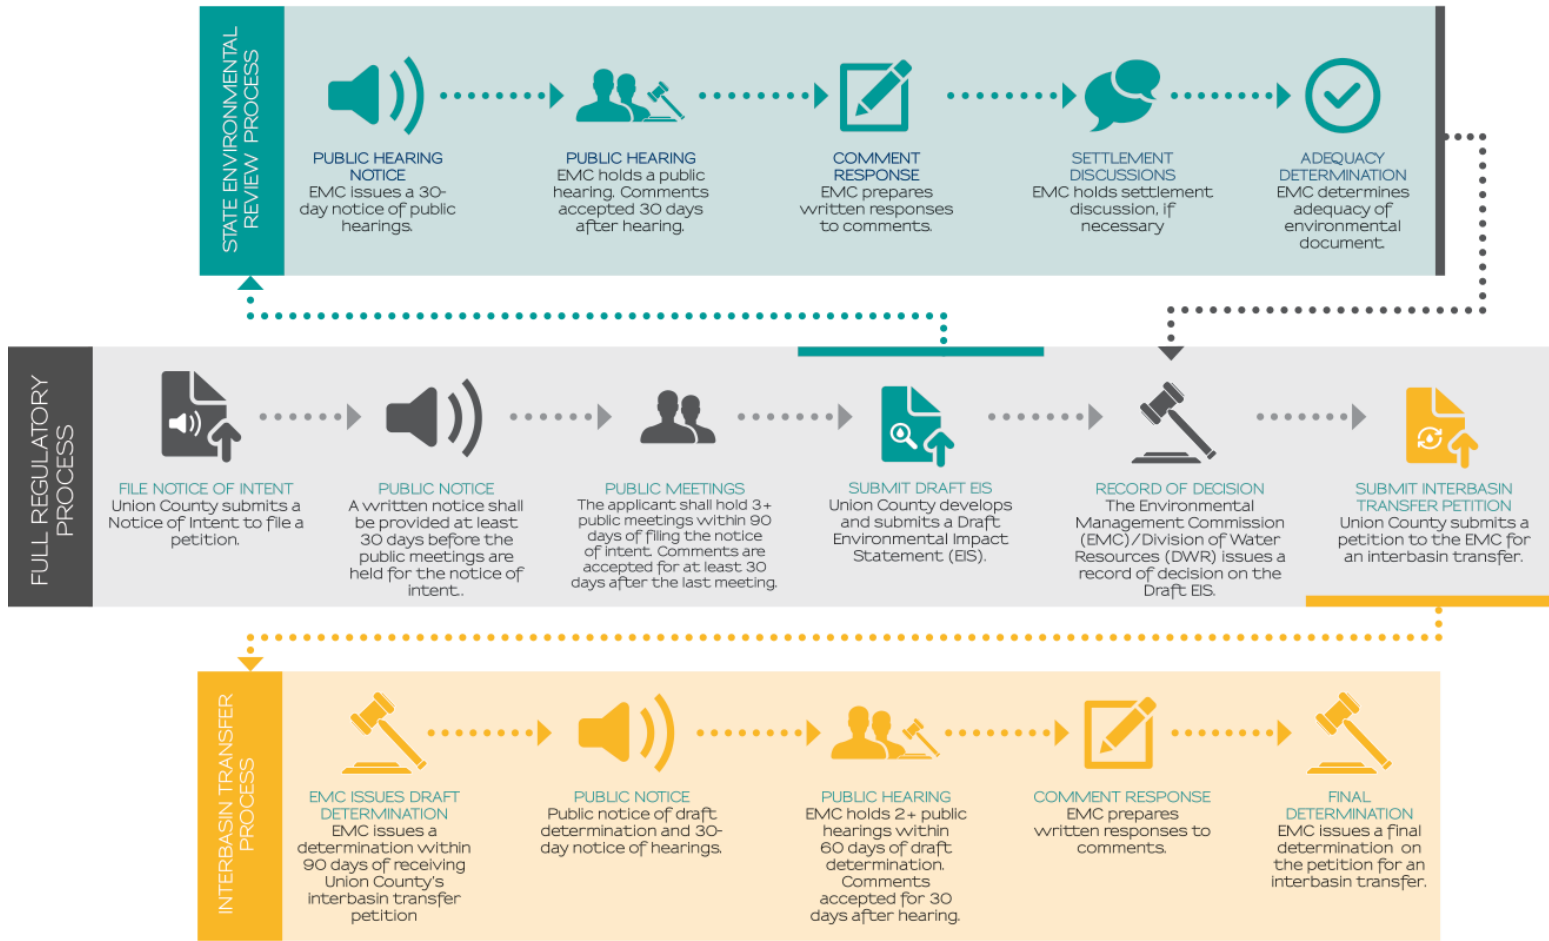 STATE ENVIRONMENTAL
REVIEW PROCESS
PUBLIC HEARING
NOTICE
EMC issues a 30-
day notice of public
hearings.
PUBLIC HEARING
EMC holds a public
hearing. Comments
accepted 30 days
after hearing.
COMMENT
RESPONSE
EMC prepares
written responses
to comments.
SETTLEMENT
DISCUSSIONS
EMC holds settlement
discussion, if
necessary
ADEQUACY
DETERMINATION
EMC determines
adequacy of
environmental
document.
FULL REGULATORY
PROCESS
FILE NOTICE OF INTENT
Union County submits a
Notice of Intent to file a
petition.
PUBLIC NOTICE
A written notice shall
be provided at least
30 days before the
public meetings are
held for the notice of
intent..
PUBLIC MEETINGS
The applicant shall hold 3+
public meetings within 90
days of filing the notice
of intent. Comments are
accepted for at least 30
days after the last meeting.
SUBMIT DRAFT EIS
Union County develops
and submits a Draft
Environmental Impact
Statement (EIS).
RECORD OF DECISION
The Environmental
Management Commission
(EMC)/Division of Water
Resources (DWR) issues a
record of decision on the
Draft EIS.
SUBMIT INTERBASIN
TRANSFER PETITION
Union County submits a
petition to the EMC for
an interbasin transfer.
INTERBASIN TRANSFER
PROCESS
EMC ISSUES DRAFT
DETERMINATION
EMC issues a
determination within
90 days of receiving
Union County's
interbasin transfer
petition
PUBLIC NOTICE
Public notice of draft
determination and 30-
day notice of hearings.
PUBLIC HEARING
EMC holds 2+ public
hearings within
60 days of draft
determination.
Comments
accepted for 30
days after hearing.
COMMENT RESPONSE
EMC prepares
written responses to
comments.
FINAL
DETERMINATION
EMC issues a final
determination on
the petition for an
interbasin transfer.